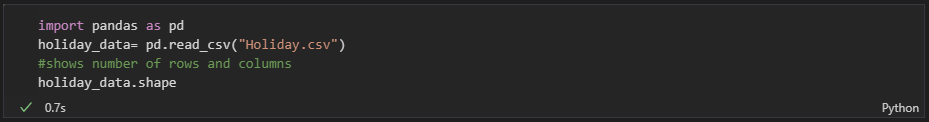 import pandas as pd
holiday_data= pd.read_csv("Holiday.csv")
#shows number of rows and columns
holiday_data.shape
0.7s Python